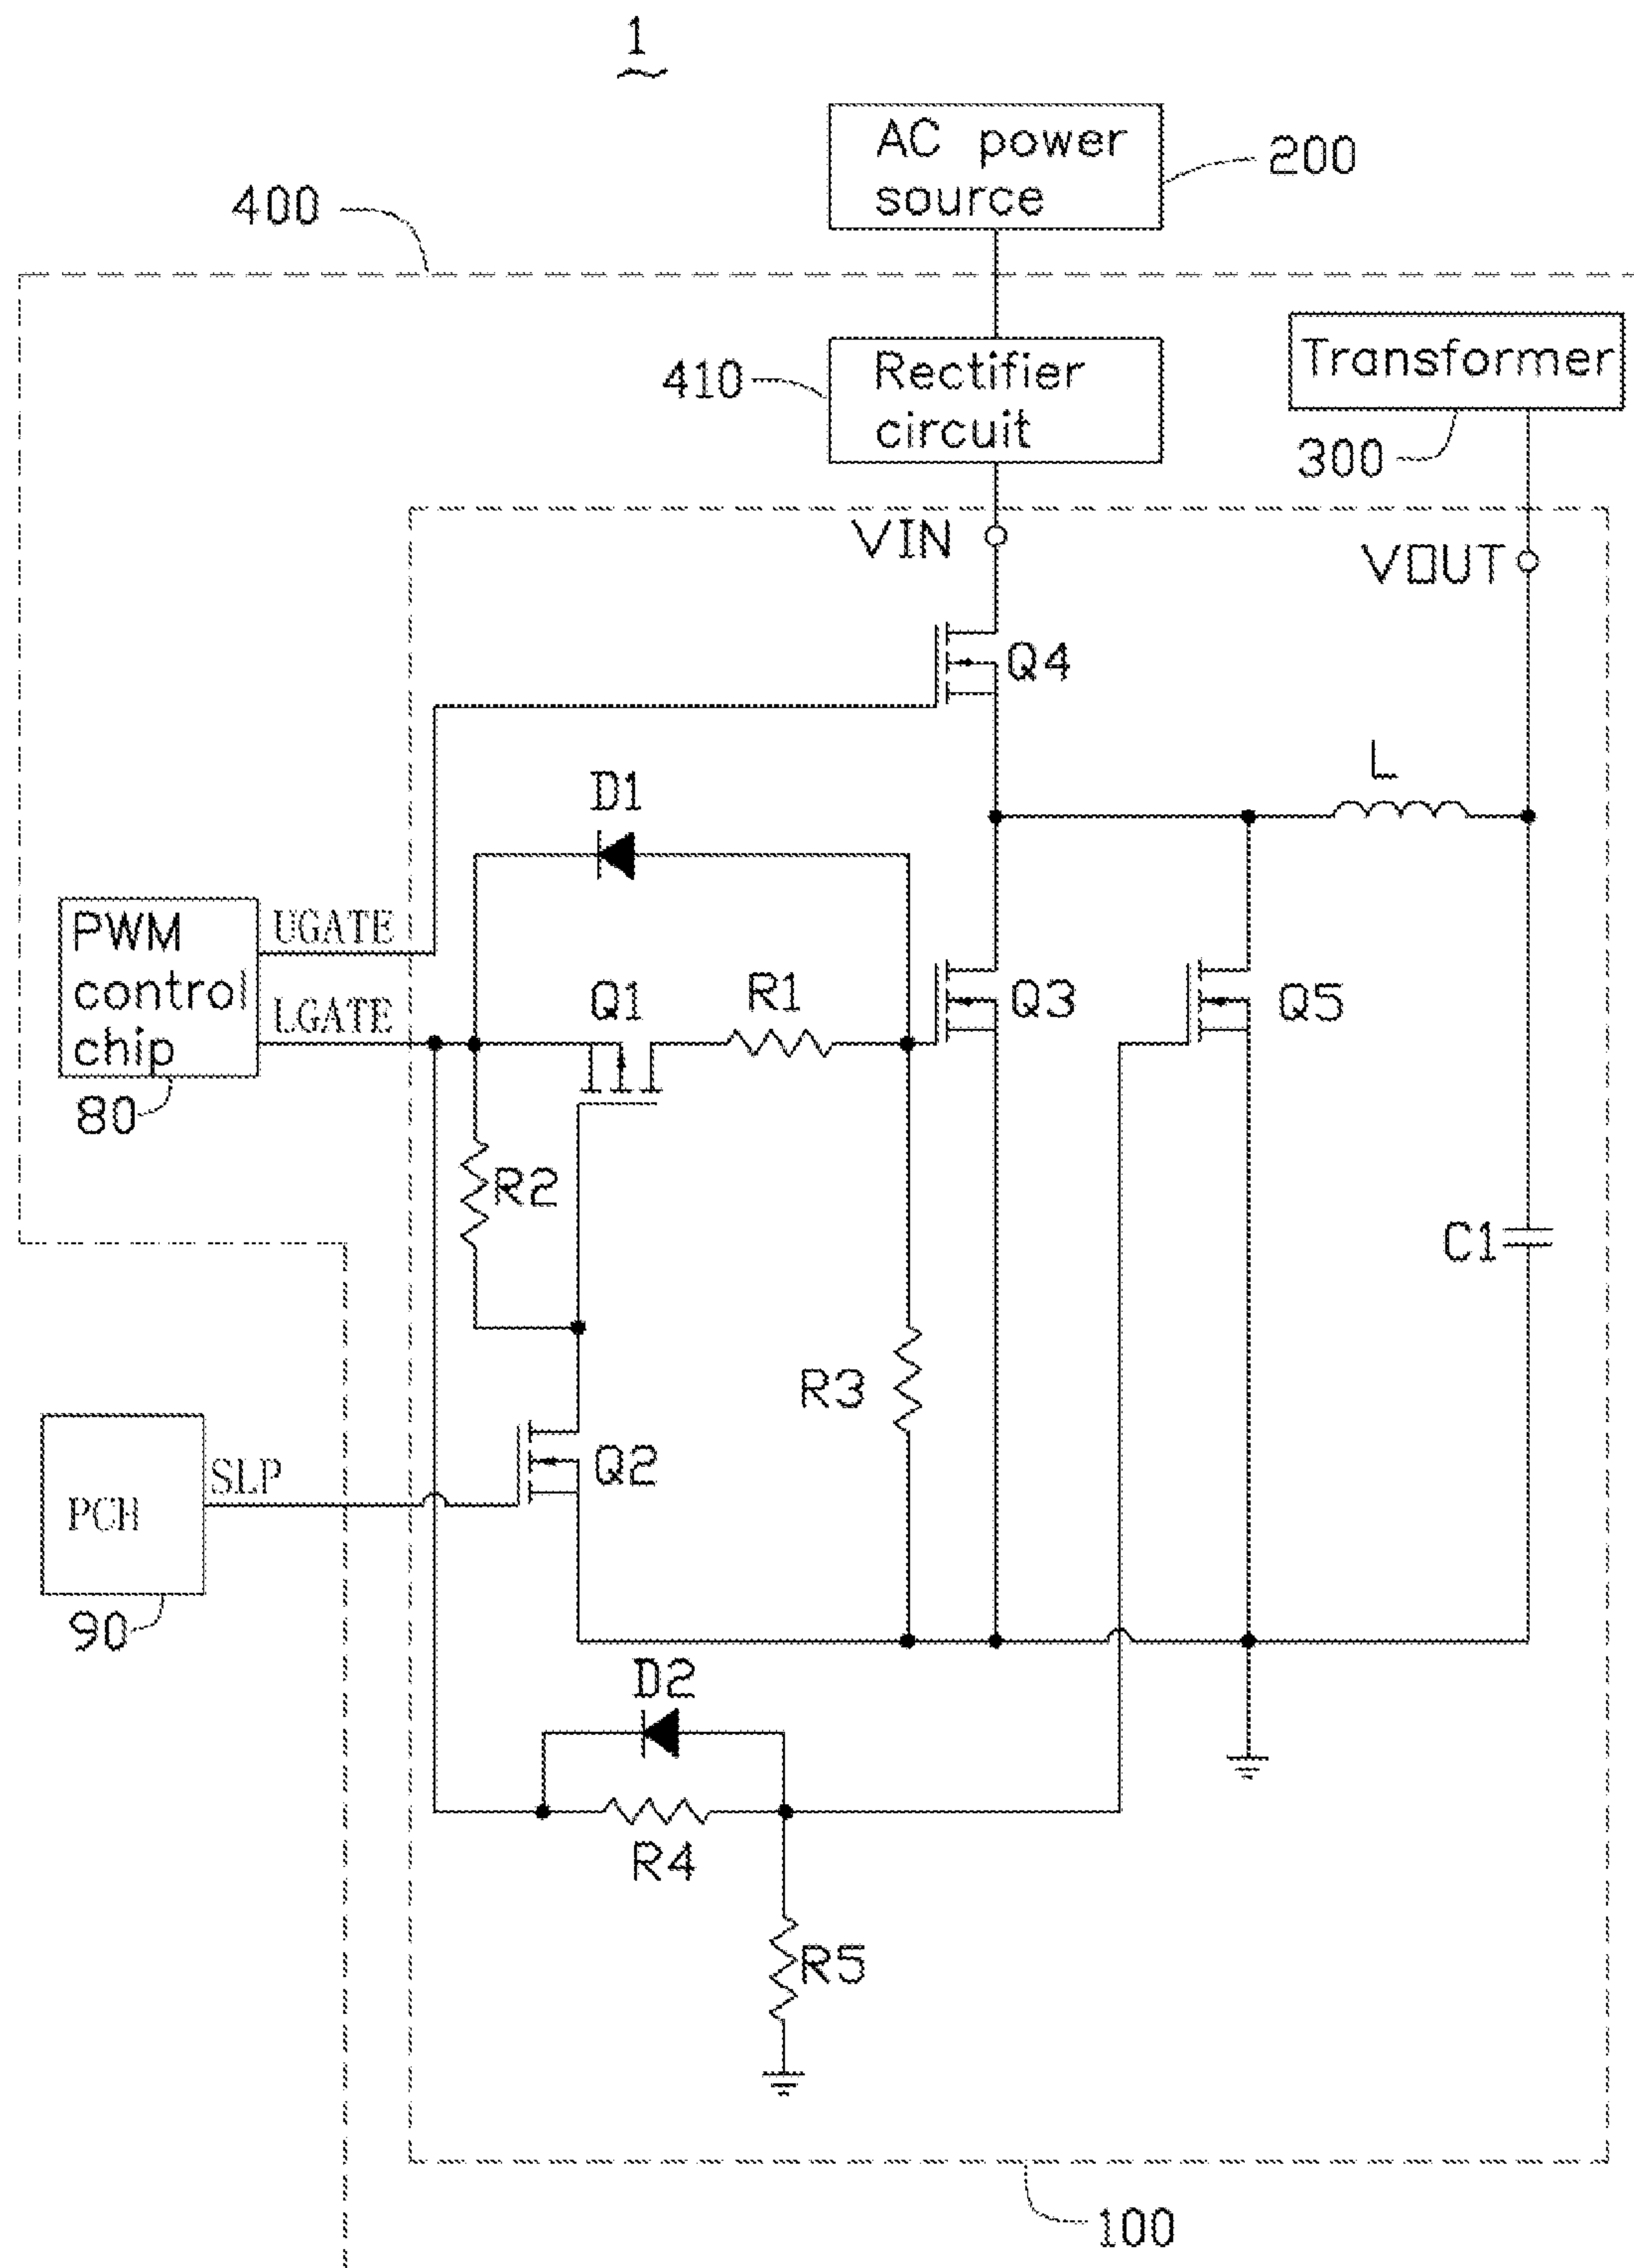 1
AC power
source
200
400
Rectifier
circuit
410
Transformer
300
VIN
VOUT
Q4
L
D1
PWM
control
chip
UGATE
LGATE
80
Q1
R1
Q3
Q5
R2
C1
R3
PCH
SLP
Q2
90
D2
R4
R5
100